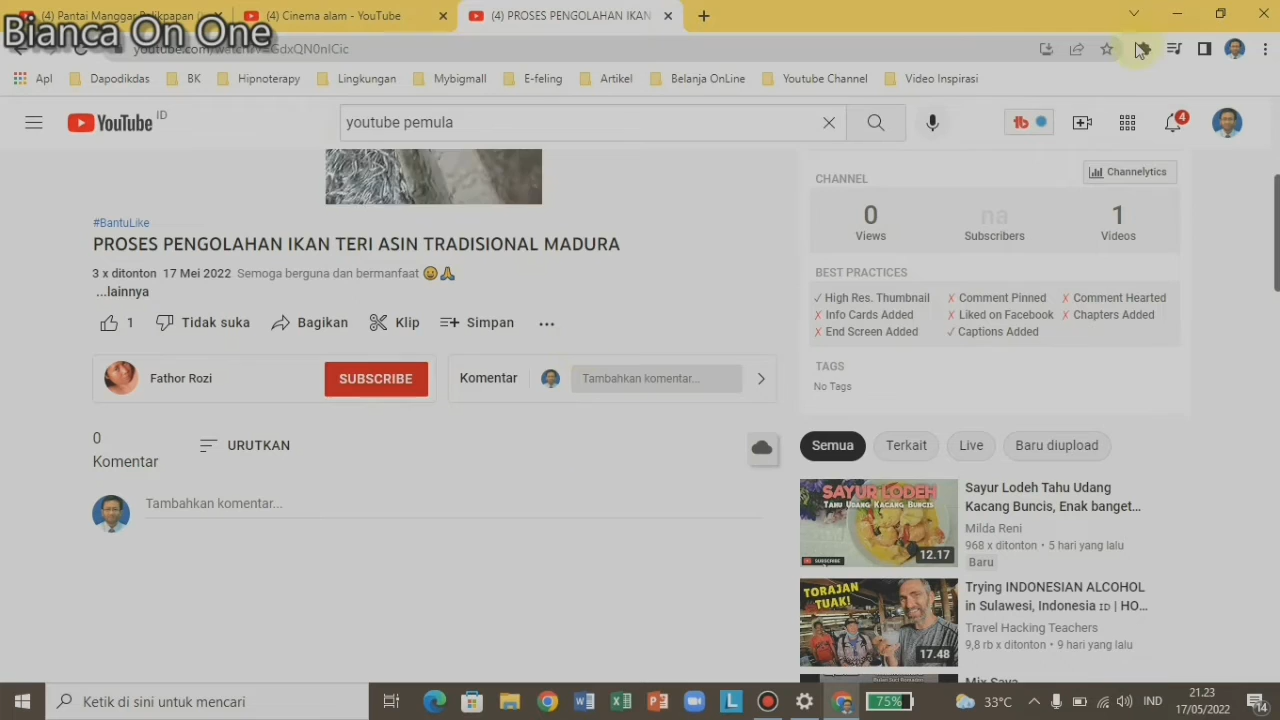 (4) Pantai Manggar Balikpapan
(4) Cinema alam - YouTube
(4) PROSES PENGOLAHAN IKAN
Bianca On One
Apl
Dapodikdas
BK
Hipnoterapy
Lingkungan
Mybigmall
E-feling
Artikel
Belanja OnLine
Youtube Channel
Video Inspirasi
YouTube ID
youtube pemula
4
#BantuLike
PROSES PENGOLAHAN IKAN TERI ASIN TRADISIONAL MADURA
3 x ditonton 17 Mei 2022 Semoga berguna dan bermanfaat
...lainnya
1
Tidak suka
Bagikan
Klip
Simpan
Fathor Rozi
SUBSCRIBE
Komentar
Tambahkan komentar...
0
Komentar
URUTKAN
Tambahkan komentar...
CHANNEL
Channelytics
0
na
1
Views
Subscribers
Videos
BEST PRACTICES
✓ High Res. Thumbnail
✗ Comment Pinned
✗ Comment Hearted
✗ Info Cards Added
✗ Liked on Facebook
✗ Chapters Added
✗ End Screen Added
✓ Captions Added
TAGS
No Tags
Semua
Terkait
Live
Baru diupload
SAYUR LODEH
TAHU UDANG KACANG BUNCIS
SUBSCRIBE
12.17
Sayur Lodeh Tahu Udang
Kacang Buncis, Enak banget...
Milda Reni
968 x ditonton • 5 hari yang lalu
Baru
TORAJAN
TUAK!
17.48
Trying INDONESIAN ALCOHOL
in Sulawesi, Indonesia ID | HO...
Travel Hacking Teachers
9,8 rb x ditonton • 9 hari yang lalu
Ketik di sini untuk mencari
75%
33°C
IND
21.23
17/05/2022
14